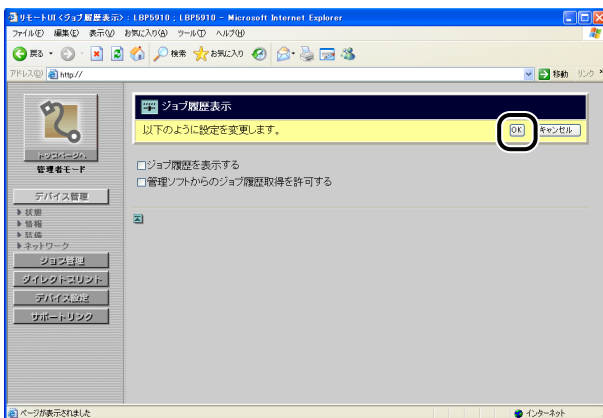 リモートUI <ジョブ履歴表示> : LBP5910 ; LBP5910 - Microsoft Internet Explorer
ファイル(F) 編集(E) 表示(V) お気に入り(A) ツール(T) ヘルプ(H)
戻る 検索 お気に入り
アドレス(D) http:// 移動 リンク
ジョブ履歴表示
以下のように設定を変更します。 OK キャンセル
トップページへ
管理者モード
ジョブ履歴を表示する
管理ソフトからのジョブ履歴取得を許可する
デバイス管理
状態
情報
装備
ネットワーク
ジョブ管理
ダイレクトプリント
デバイス設定
サポートリンク
ページが表示されました インターネット